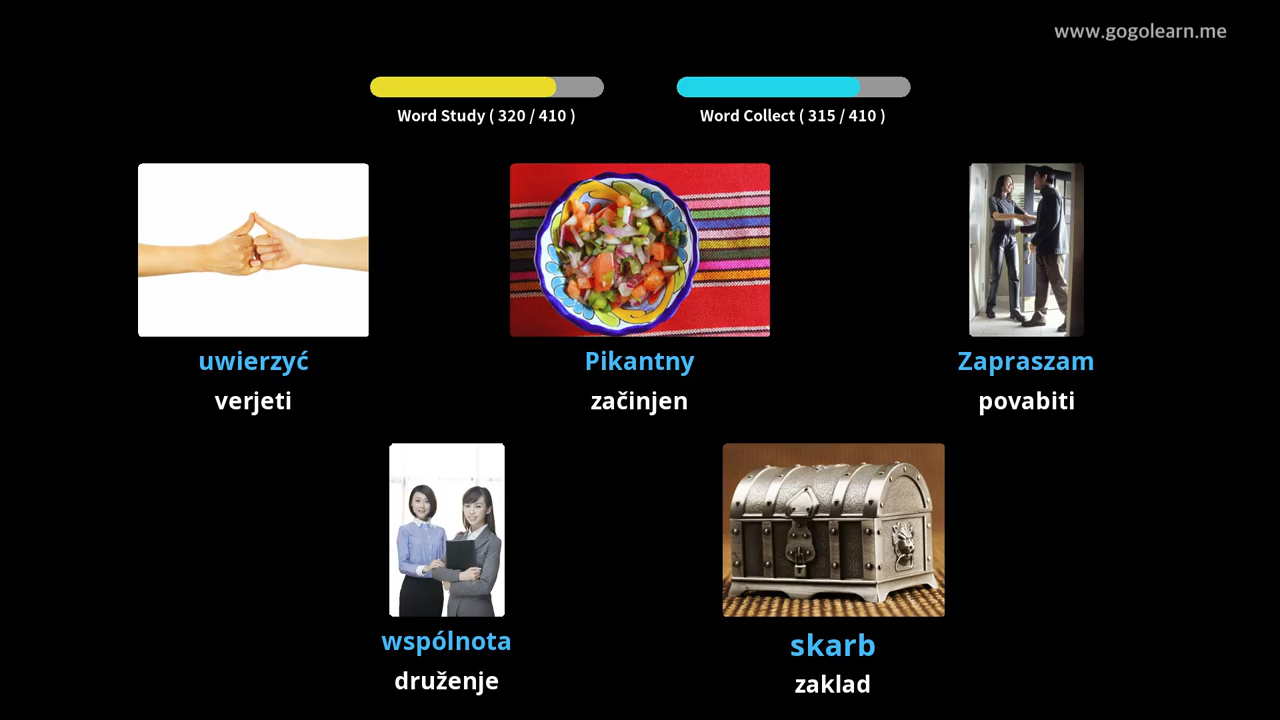 www.gogolearn.me
Word Study ( 320 / 410 )
Word Collect ( 315 / 410 )
uwierzyć
verjeti
Pikantny
začinjen
Zapraszam
povabiti
wspólnota
druženje
skarb
zaklad